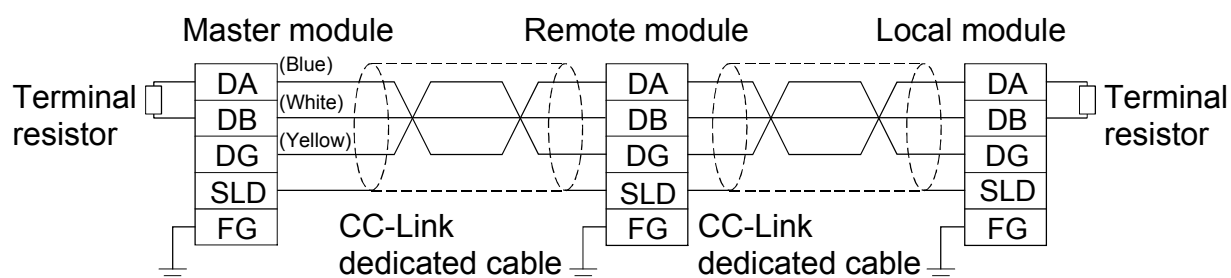 Master module
Remote module
Local module
Terminal
resistor
DA
DB
DG
SLD
FG
(Blue)
(White)
(Yellow)
CC-Link
dedicated cable
DA
DB
DG
SLD
FG
CC-Link
dedicated cable
DA
DB
DG
SLD
FG
Terminal
resistor